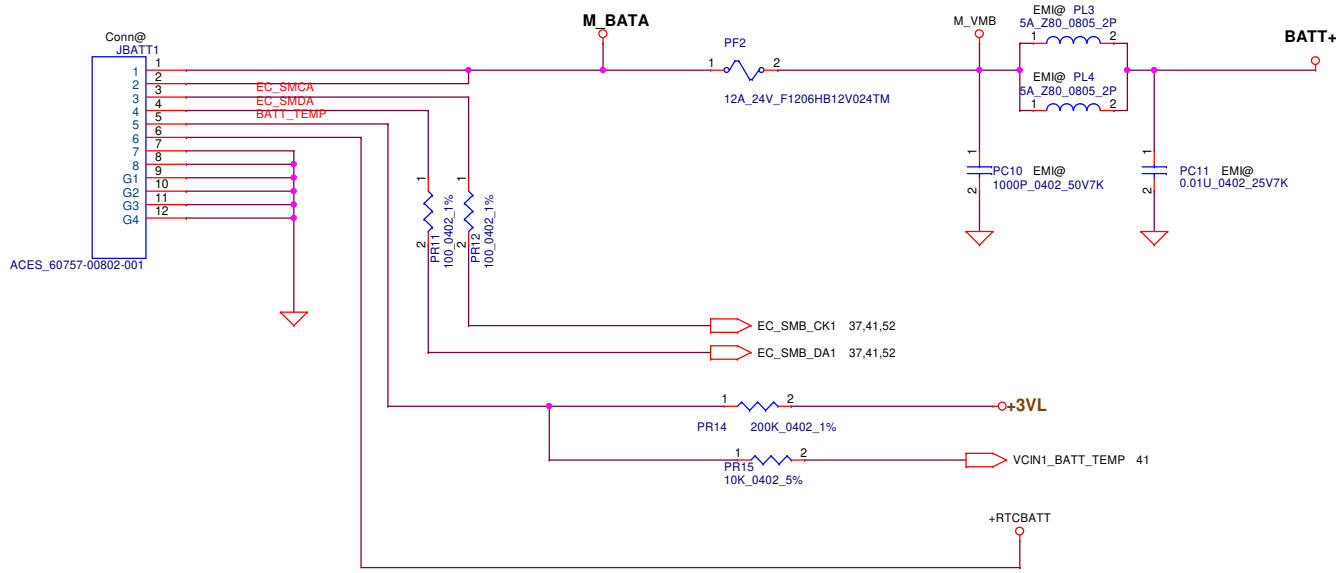 M_BATA
EMI@ PL3
5A_Z80_0805_2P
M_VMB
BATT+
Conn@
JBATT1
PF2
1 2
1 2
12A_24V_F1206HB12V024TM
EMI@ PL4
5A_Z80_0805_2P
1 2
1 1
2 2
3 3
4 4
5 5
6 6
7 7
8 8
G1 9
G2 10
G3 11
G4 12
EC_SMCA
EC_SMDA
BATT_TEMP
ACES_60757-00802-001
1
2
PC10 EMI@
1000P_0402_50V7K
1
2
PC11 EMI@
0.01U_0402_25V7K
1
2
PR11
100_0402_1%
1
2
PR12
100_0402_1%
EC_SMB_CK1 37,41,52
EC_SMB_DA1 37,41,52
1 2
+3VL
PR14 200K_0402_1%
1 2
PR15
10K_0402_5%
VCIN1_BATT_TEMP 41
+RTCBATT